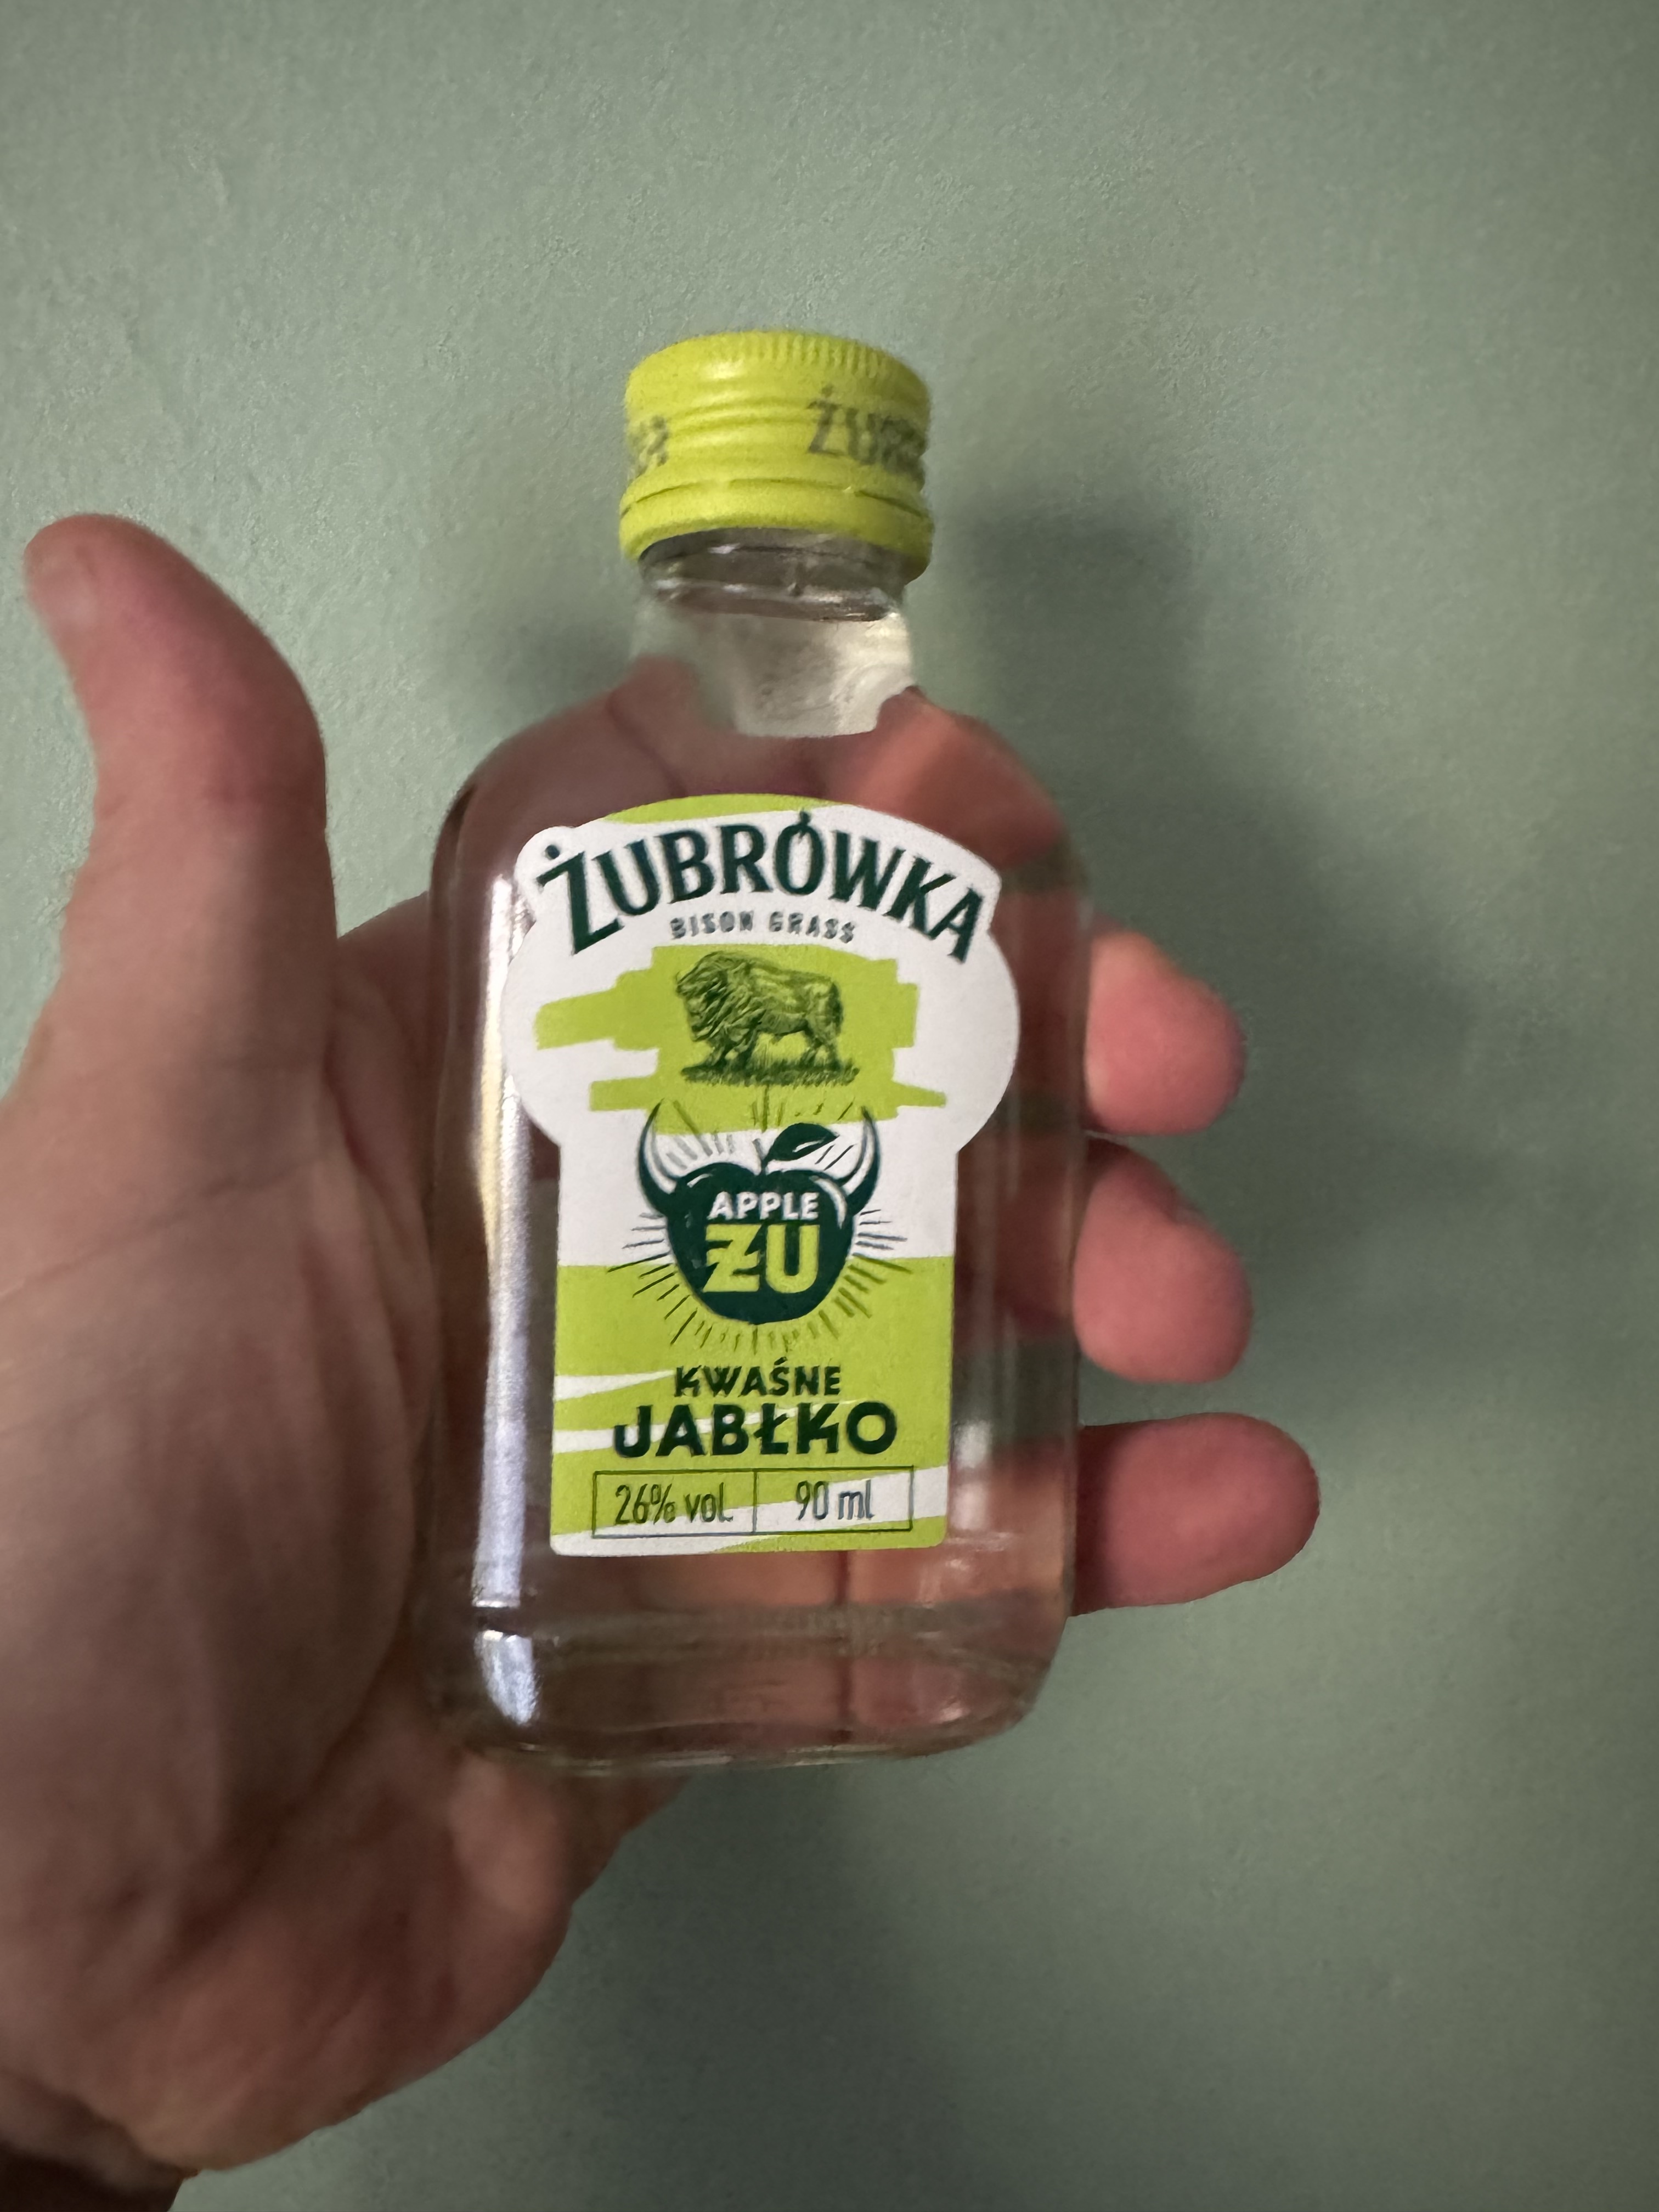 ŻUBRÓWKA
BISON GRASS
APPLE
ŻU
KWAŚNE
JABŁKO
26% vol. 90 ml